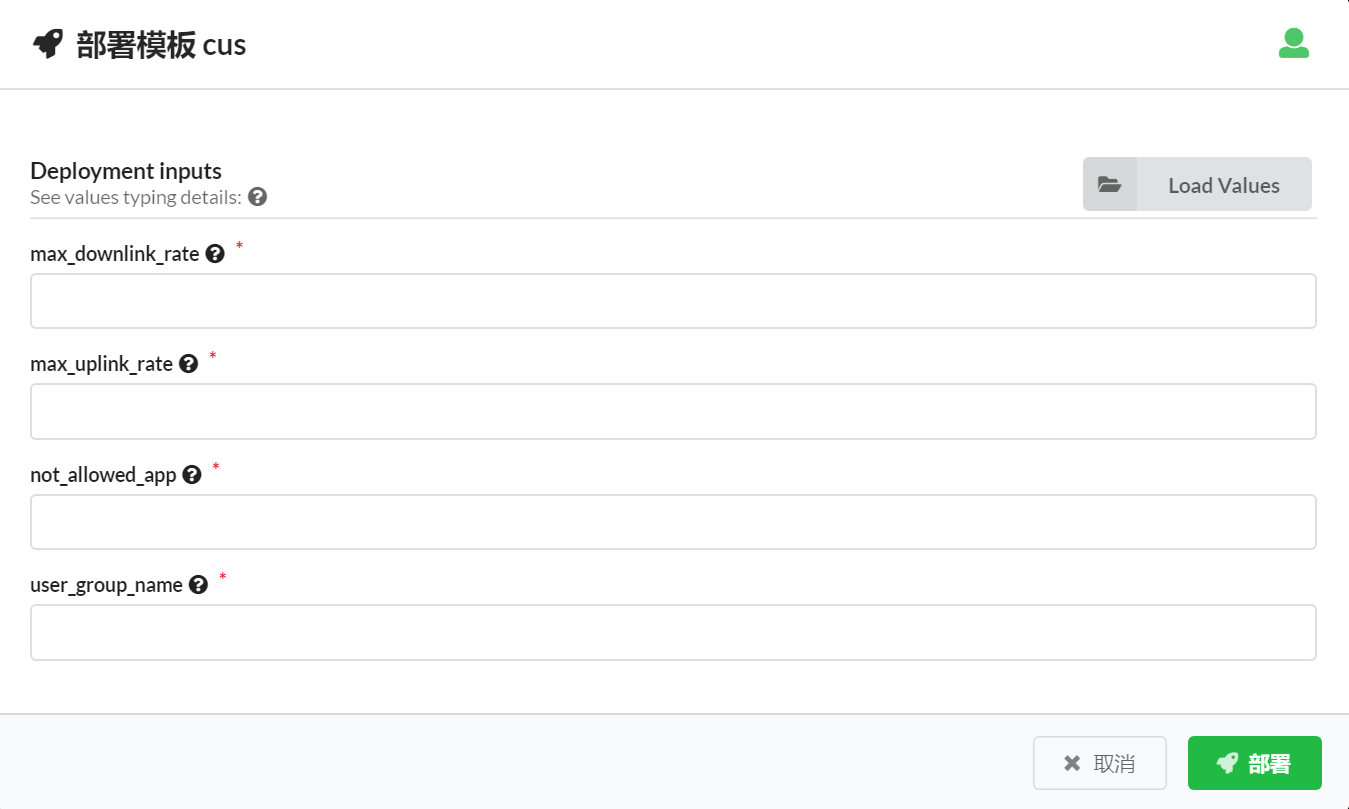 部署模板 cus
Deployment inputs
See values typing details:
Load Values
max_downlink_rate *
max_uplink_rate *
not_allowed_app *
user_group_name *
取消
部署